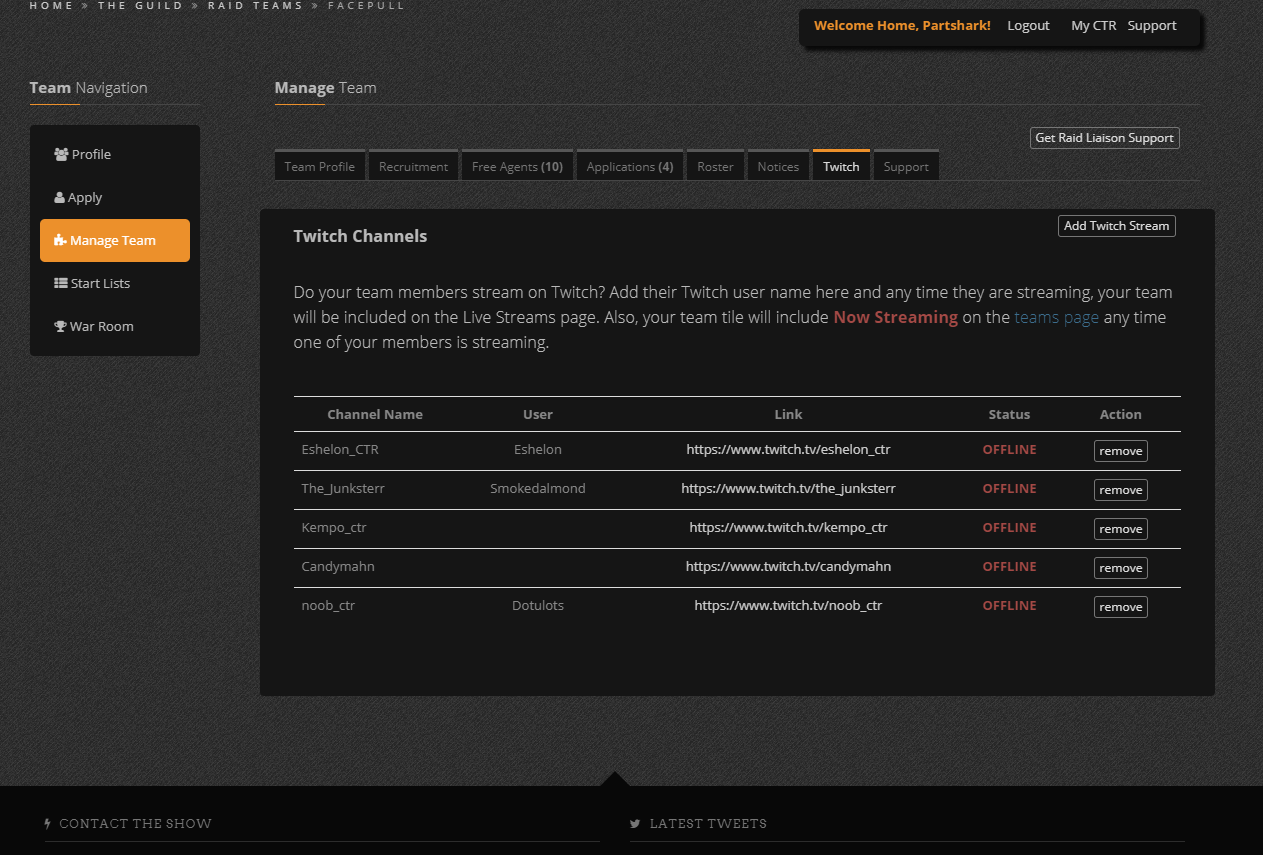 HOME » THE GUILD » RAID TEAMS » FACEPULL
Welcome Home, Partshark! Logout My CTR Support
Team Navigation
Profile
Apply
Manage Team
Start Lists
War Room
Manage Team
Get Raid Liaison Support
Team Profile Recruitment Free Agents (10) Applications (4) Roster Notices Twitch Support
Twitch Channels
Add Twitch Stream
Do your team members stream on Twitch? Add their Twitch user name here and any time they are streaming, your team
will be included on the Live Streams page. Also, your team tile will include Now Streaming on the teams page any time
one of your members is streaming.
Channel Name User Link Status Action
Eshelon_CTR Eshelon https://www.twitch.tv/eshelon_ctr OFFLINE remove
The_Junksterr Smokedalmond https://www.twitch.tv/the_junksterr OFFLINE remove
Kempo_ctr https://www.twitch.tv/kempo_ctr OFFLINE remove
Candymahn https://www.twitch.tv/candymahn OFFLINE remove
noob_ctr Dotulots https://www.twitch.tv/noob_ctr OFFLINE remove
CONTACT THE SHOW
LATEST TWEETS